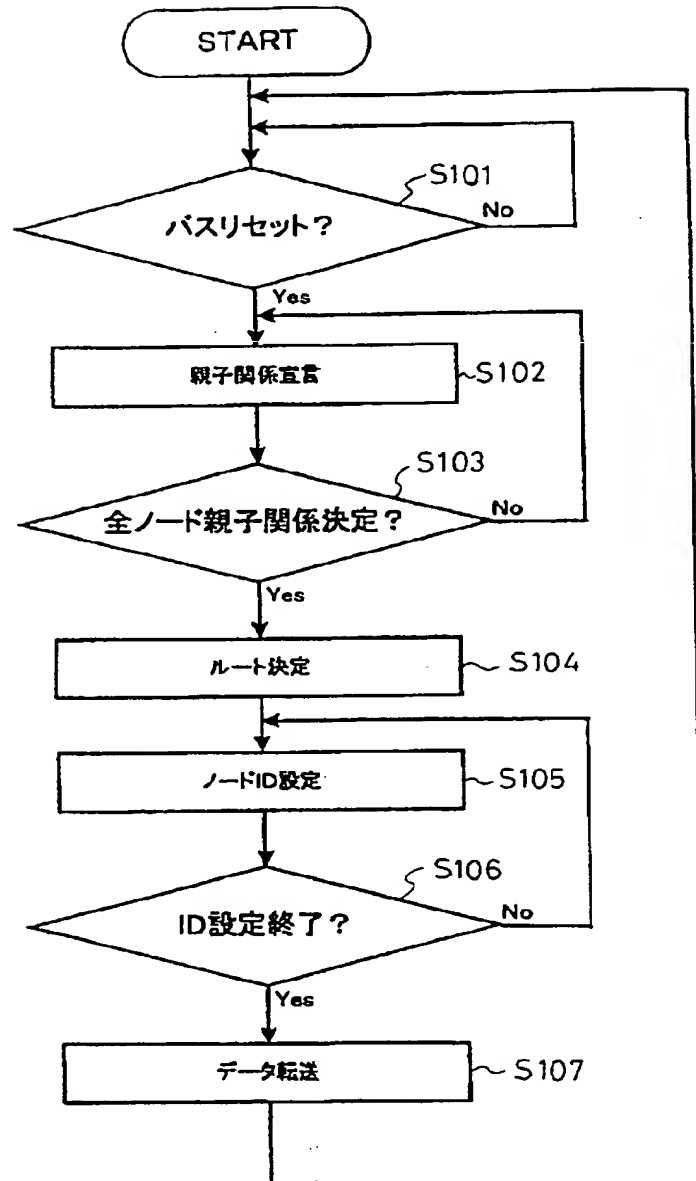 START
S101
バスリセット?
No
Yes
親子関係宣言
S102
S103
全ノード親子関係決定?
No
Yes
ルート決定
S104
ノードID設定
S105
S106
ID設定終了?
No
Yes
データ転送
S107